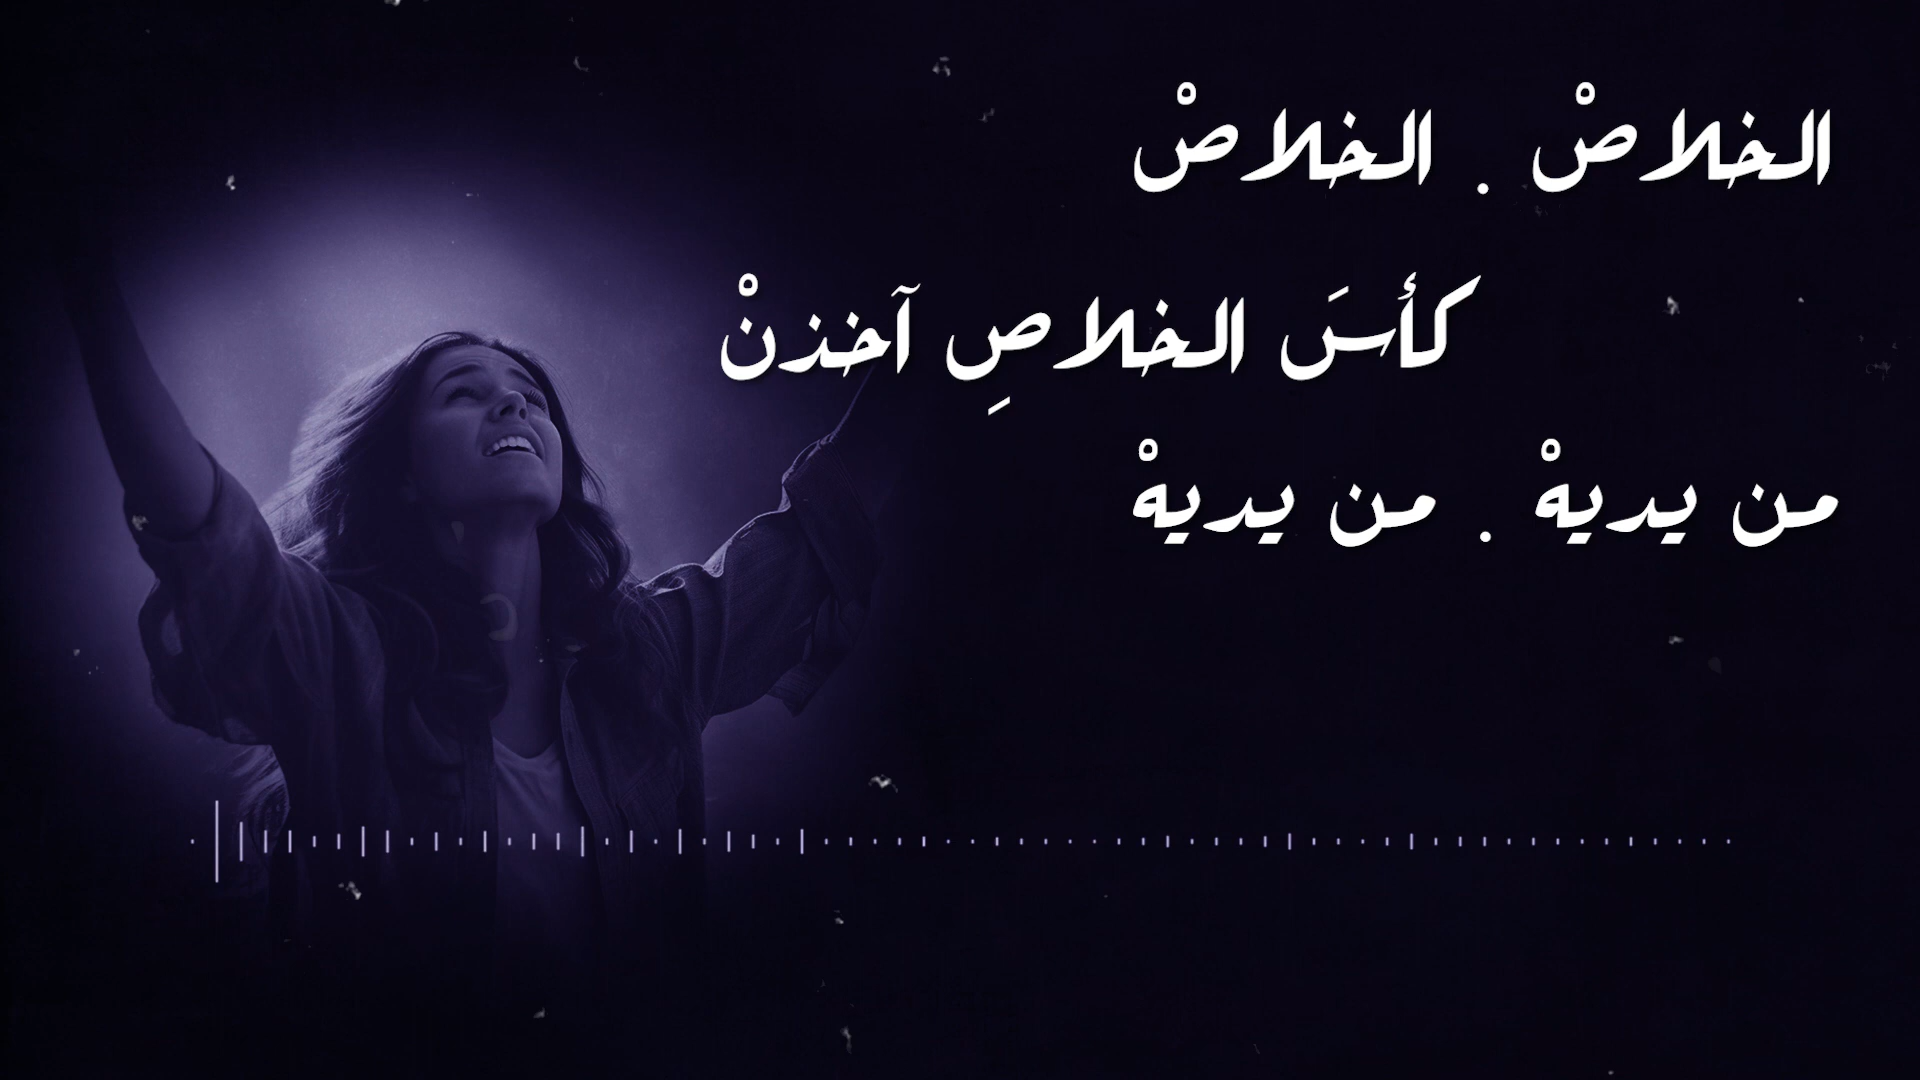 الخلاصْ . الخلاصْ
كأسَ الخلاصِ آخذنْ
من يديهْ . من يديهْ